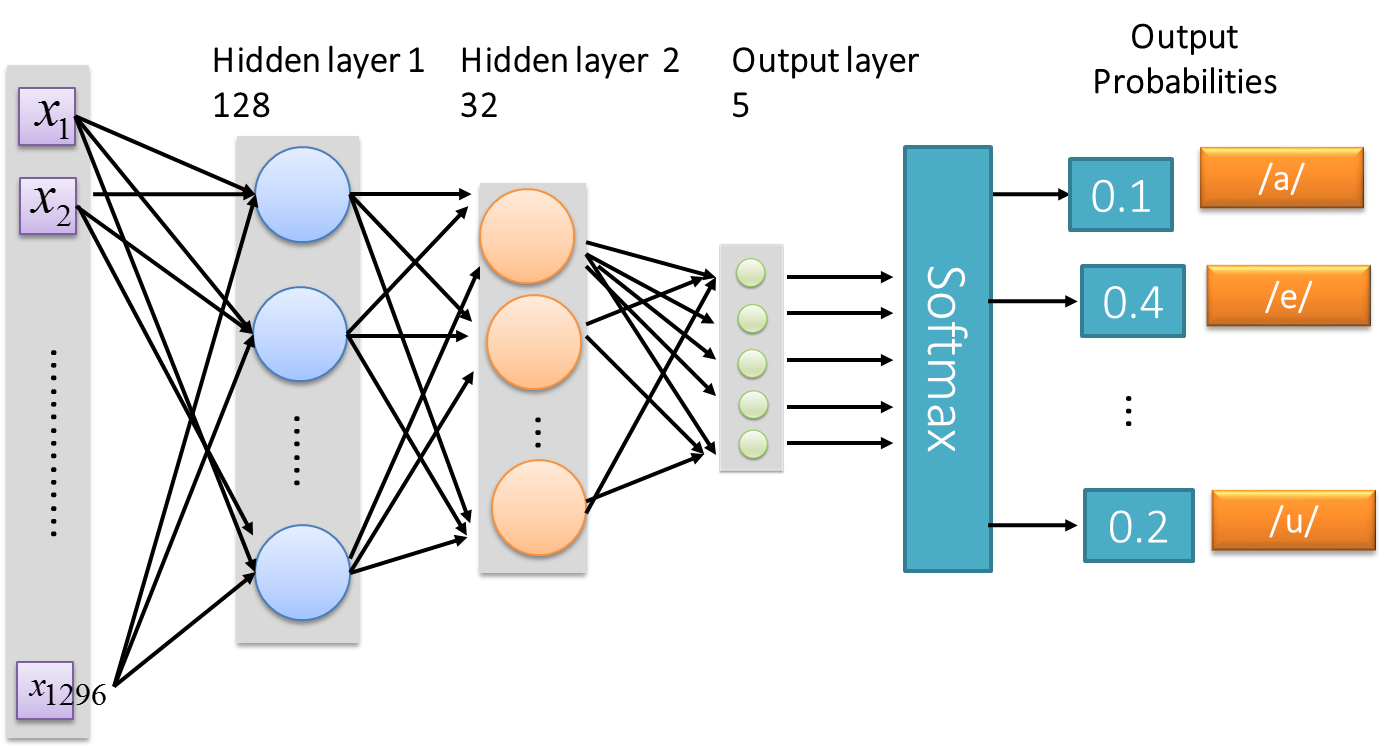 x1
x2
x1296
Hidden layer 1
128
Hidden layer 2
32
Output layer
5
Softmax
Output
Probabilities
0.1
/a/
0.4
/e/
0.2
/u/